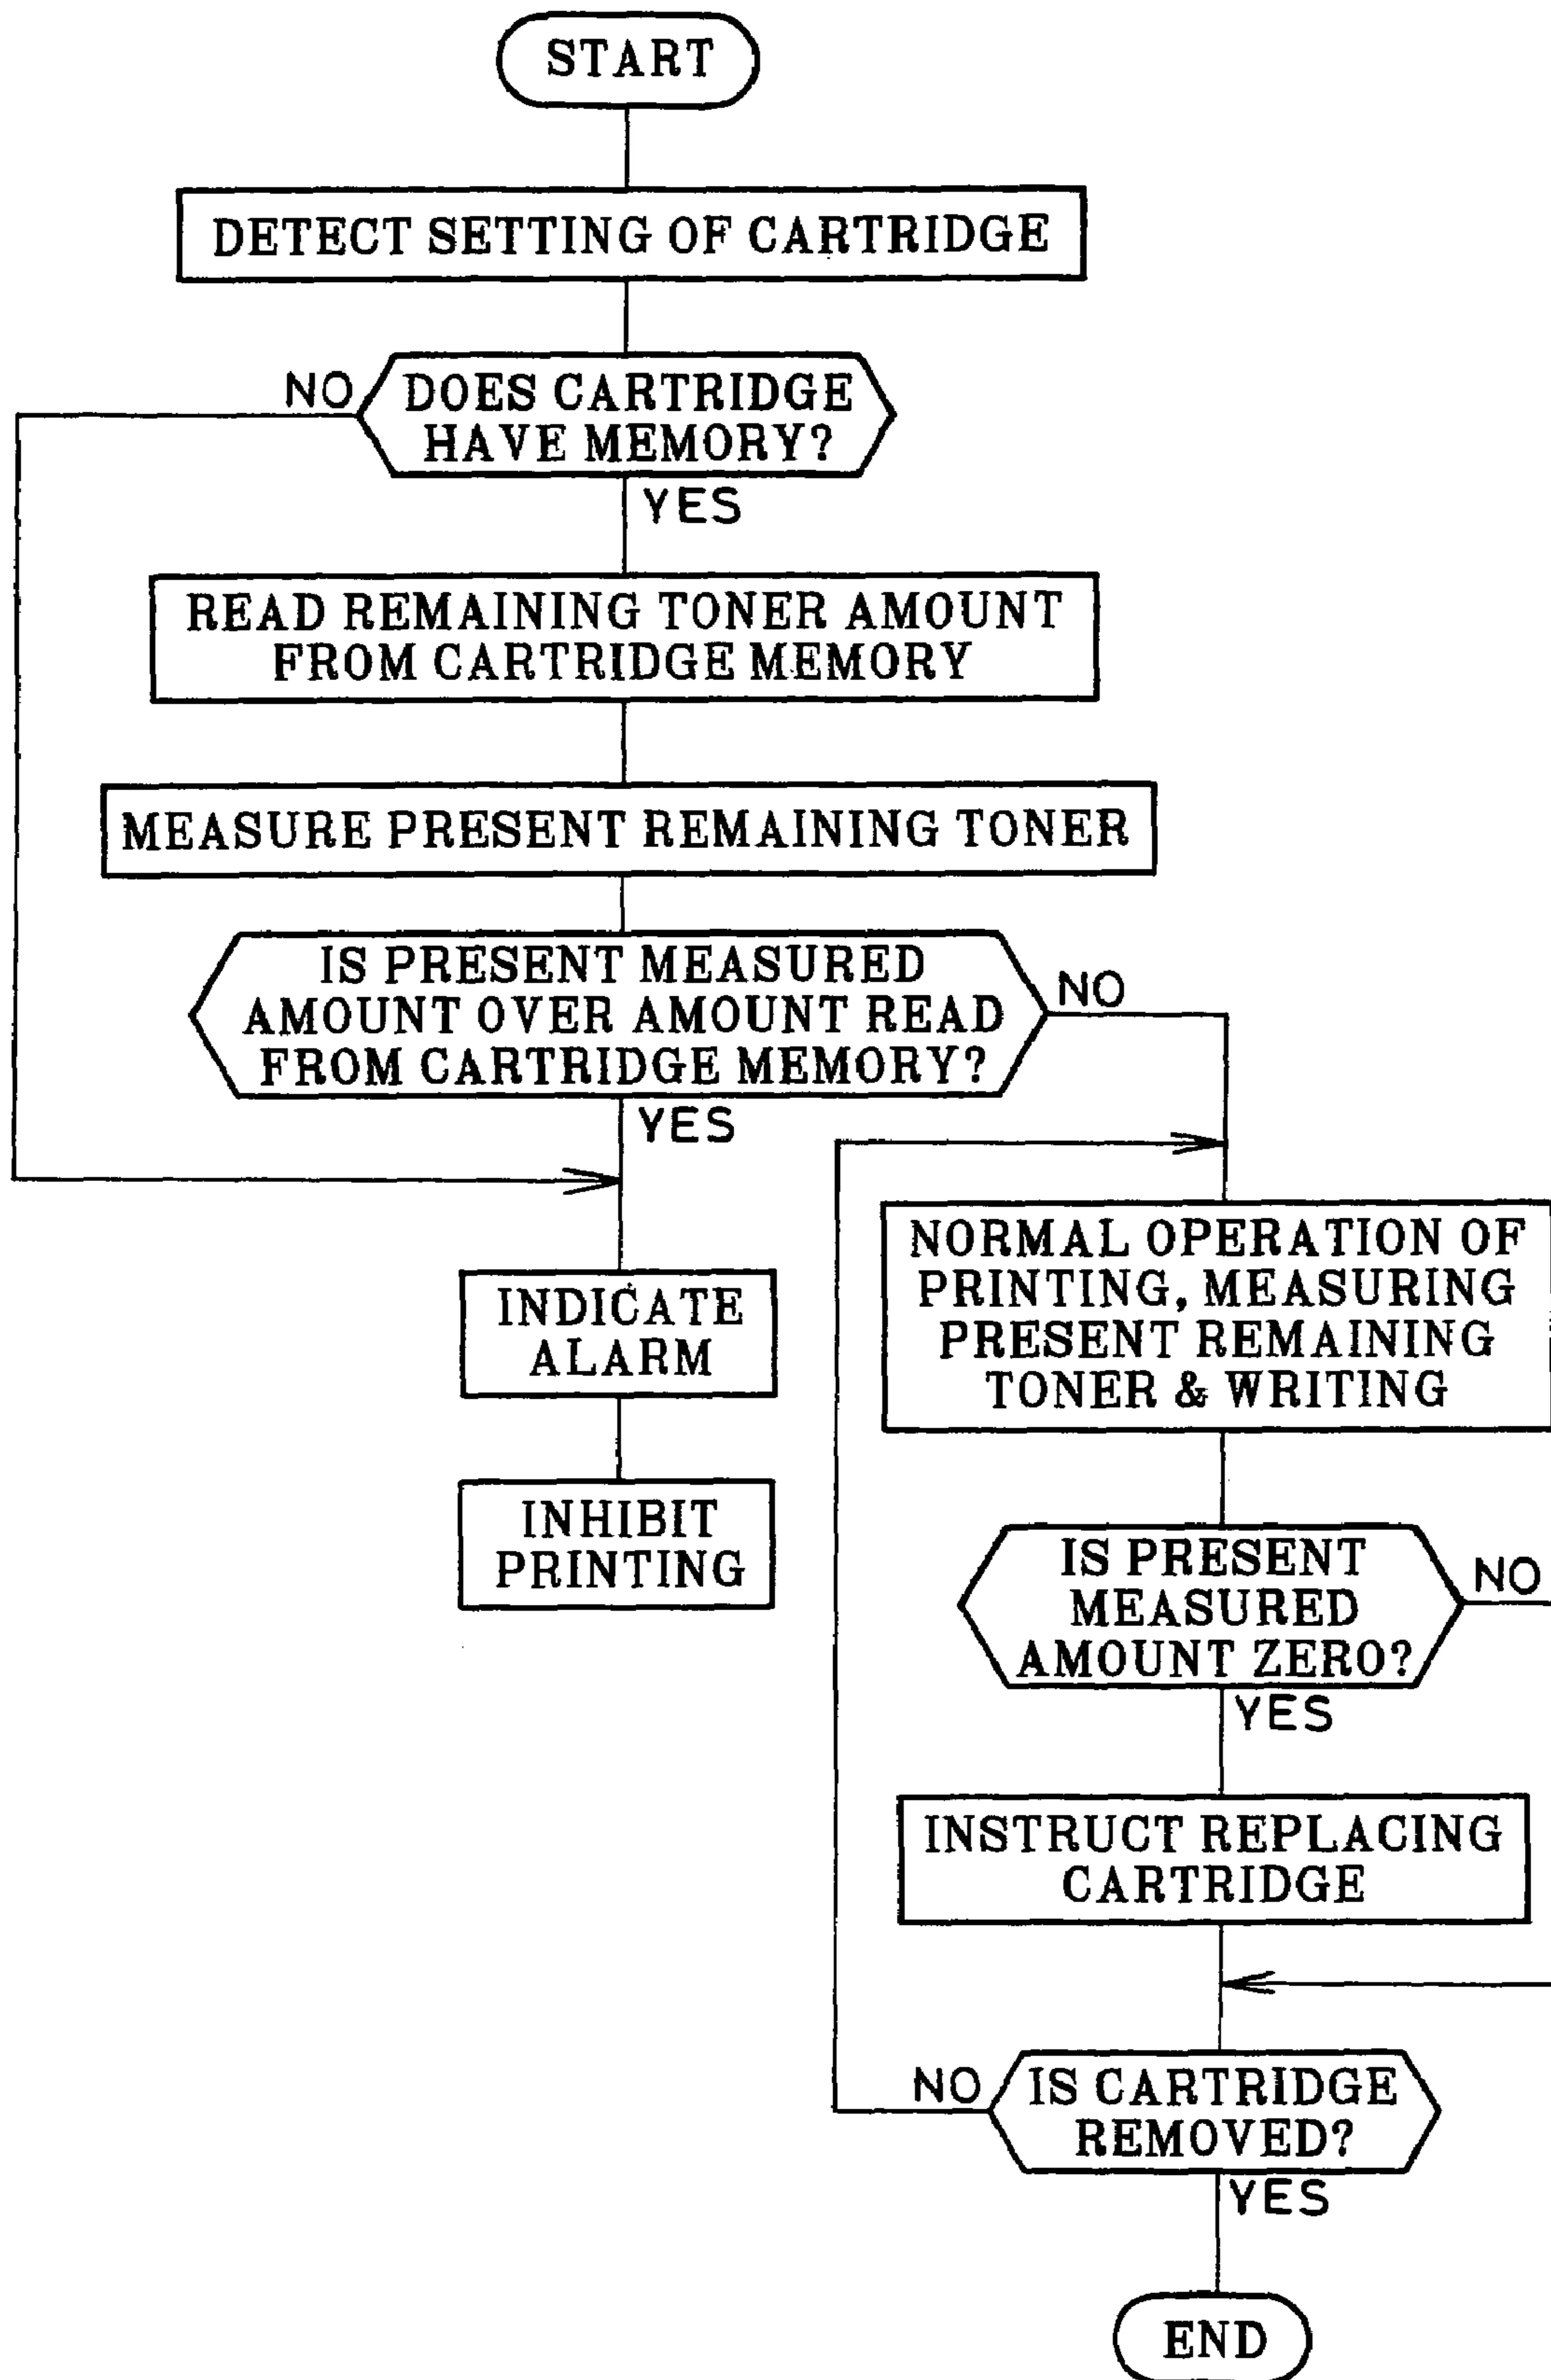 START
DETECT SETTING OF CARTRIDGE
NO
DOES CARTRIDGE
HAVE MEMORY?
YES
READ REMAINING TONER AMOUNT
FROM CARTRIDGE MEMORY
MEASURE PRESENT REMAINING TONER
IS PRESENT MEASURED
AMOUNT OVER AMOUNT READ
FROM CARTRIDGE MEMORY?
NO
YES
INDICATE
ALARM
INHIBIT
PRINTING
NORMAL OPERATION OF
PRINTING, MEASURING
PRESENT REMAINING
TONER & WRITING
IS PRESENT
MEASURED
AMOUNT ZERO?
NO
YES
INSTRUCT REPLACING
CARTRIDGE
NO
IS CARTRIDGE
REMOVED?
YES
END